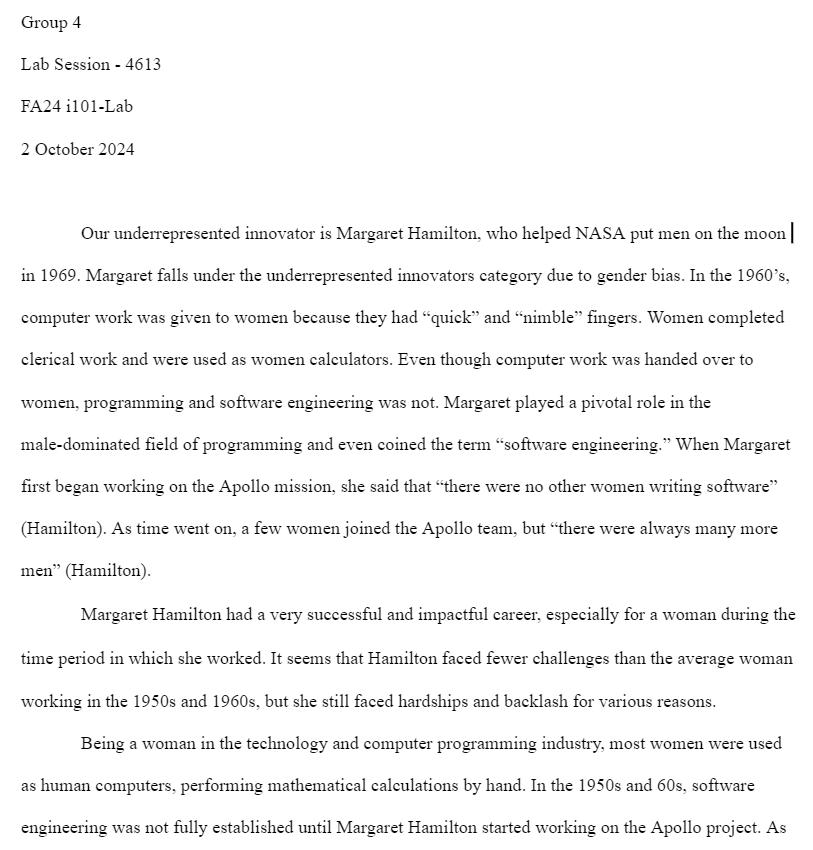 Group 4
Lab Session - 4613
FA24 i101-Lab
2 October 2024
Our underrepresented innovator is Margaret Hamilton, who helped NASA put men on the moon
in 1969. Margaret falls under the underrepresented innovators category due to gender bias. In the 1960’s,
computer work was given to women because they had “quick” and “nimble” fingers. Women completed
clerical work and were used as women calculators. Even though computer work was handed over to
women, programming and software engineering was not. Margaret played a pivotal role in the
male-dominated field of programming and even coined the term “software engineering.” When Margaret
first began working on the Apollo mission, she said that “there were no other women writing software”
(Hamilton). As time went on, a few women joined the Apollo team, but “there were always many more
men” (Hamilton).
Margaret Hamilton had a very successful and impactful career, especially for a woman during the
time period in which she worked. It seems that Hamilton faced fewer challenges than the average woman
working in the 1950s and 1960s, but she still faced hardships and backlash for various reasons.
Being a woman in the technology and computer programming industry, most women were used
as human computers, performing mathematical calculations by hand. In the 1950s and 60s, software
engineering was not fully established until Margaret Hamilton started working on the Apollo project. As